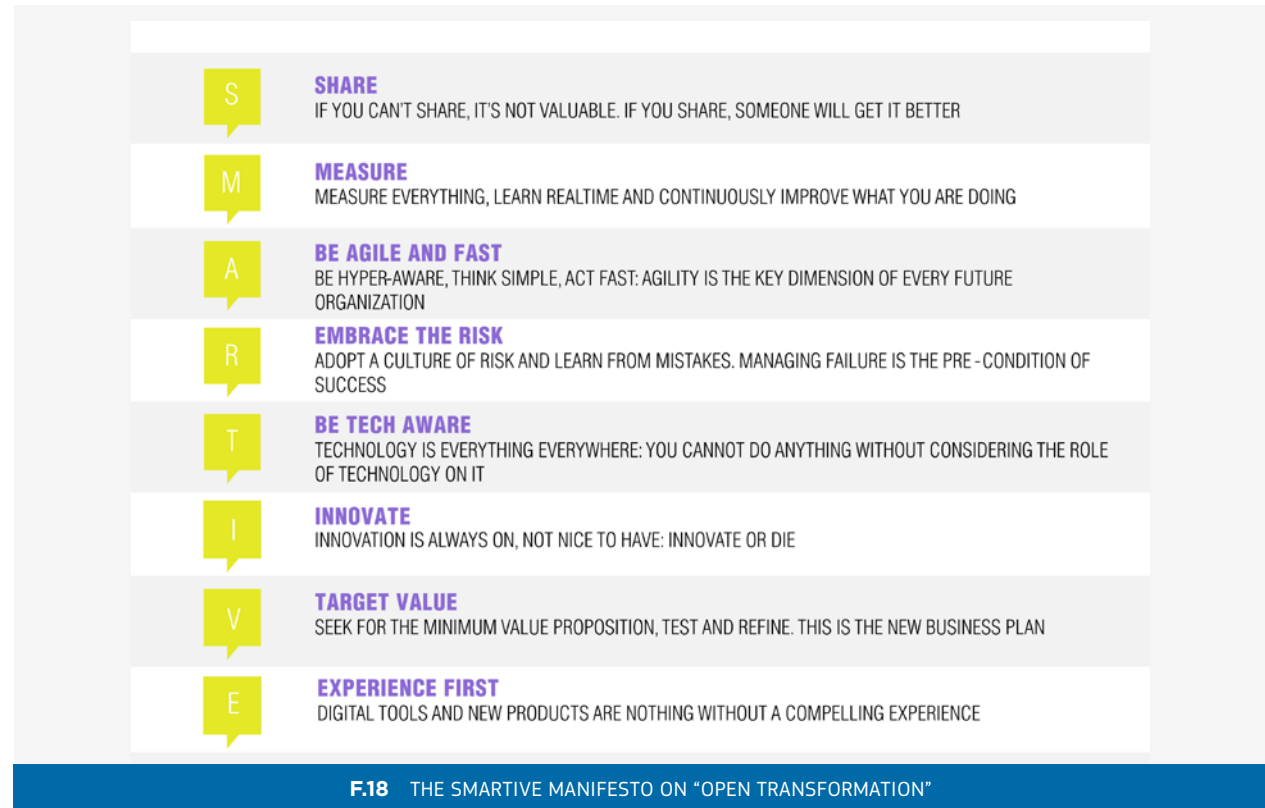 S
SHARE
IF YOU CAN'T SHARE, IT'S NOT VALUABLE. IF YOU SHARE, SOMEONE WILL GET IT BETTER
M
MEASURE
MEASURE EVERYTHING, LEARN REALTIME AND CONTINUOUSLY IMPROVE WHAT YOU ARE DOING
A
BE AGILE AND FAST
BE HYPER-AWARE, THINK SIMPLE, ACT FAST: AGILITY IS THE KEY DIMENSION OF EVERY FUTURE
ORGANIZATION
R
EMBRACE THE RISK
ADOPT A CULTURE OF RISK AND LEARN FROM MISTAKES. MANAGING FAILURE IS THE PRE-CONDITION OF
SUCCESS
T
BE TECH AWARE
TECHNOLOGY IS EVERYTHING EVERYWHERE: YOU CANNOT DO ANYTHING WITHOUT CONSIDERING THE ROLE
OF TECHNOLOGY ON IT
I
INNOVATE
INNOVATION IS ALWAYS ON, NOT NICE TO HAVE: INNOVATE OR DIE
V
TARGET VALUE
SEEK FOR THE MINIMUM VALUE PROPOSITION, TEST AND REFINE. THIS IS THE NEW BUSINESS PLAN
E
EXPERIENCE FIRST
DIGITAL TOOLS AND NEW PRODUCTS ARE NOTHING WITHOUT A COMPELLING EXPERIENCE
F.18 THE SMARTIVE MANIFESTO ON “OPEN TRANSFORMATION”